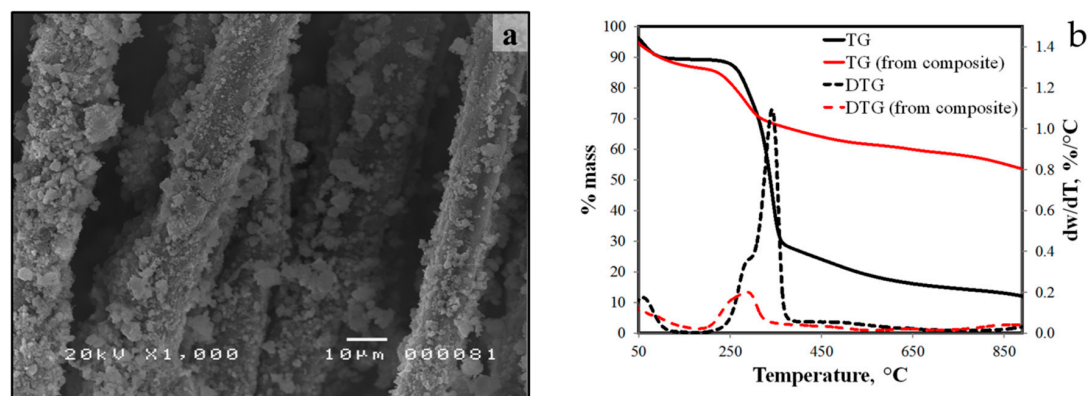 a
20kV X1,000 10μm 000081
b
TG
TG (from composite)
DTG
DTG (from composite)
% mass
100
90
80
70
60
50
40
30
20
10
0
1.4
1.2
1.0
0.8
0.6
0.4
0.2
0.0
dw/dT, %/°C
50 250 450 650 850
Temperature, °C